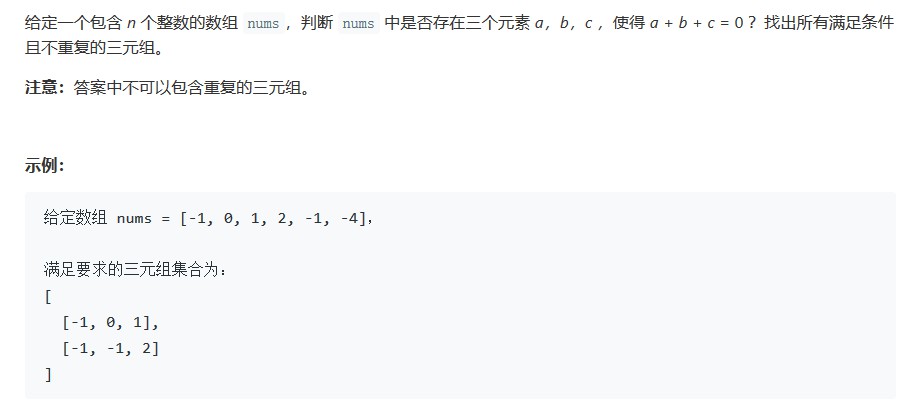 给定一个包含 n 个整数的数组 nums ，判断 nums 中是否存在三个元素 a，b，c ，使得 a + b + c = 0 ？找出所有满足条件
且不重复的三元组。
注意：答案中不可以包含重复的三元组。
示例：
给定数组 nums = [-1, 0, 1, 2, -1, -4]，
满足要求的三元组集合为：
[
[-1, 0, 1],
[-1, -1, 2]
]